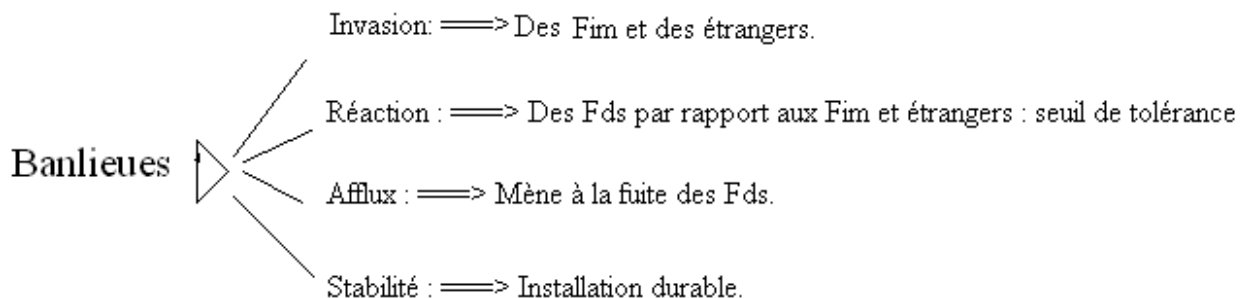 Invasion: ===> Des Fim et des étrangers.
Réaction : ===> Des Fds par rapport aux Fim et étrangers : seuil de tolérance
Banlieues
Afflux : ===> Mène à la fuite des Fds.
Stabilité : ===> Installation durable.